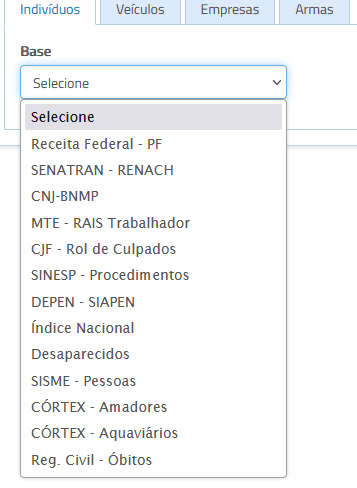 Indivíduos Veículos Empresas Armas
Base
Selecione
Selecione
Receita Federal - PF
SENATRAN - RENACH
CNJ-BNMP
MTE - RAIS Trabalhador
CJF - Rol de Culpados
SINESP - Procedimentos
DEPEN - SIAPEN
Índice Nacional
Desaparecidos
SISME - Pessoas
CÓRTEX - Amadores
CÓRTEX - Aquaviários
Reg. Civil - Óbitos